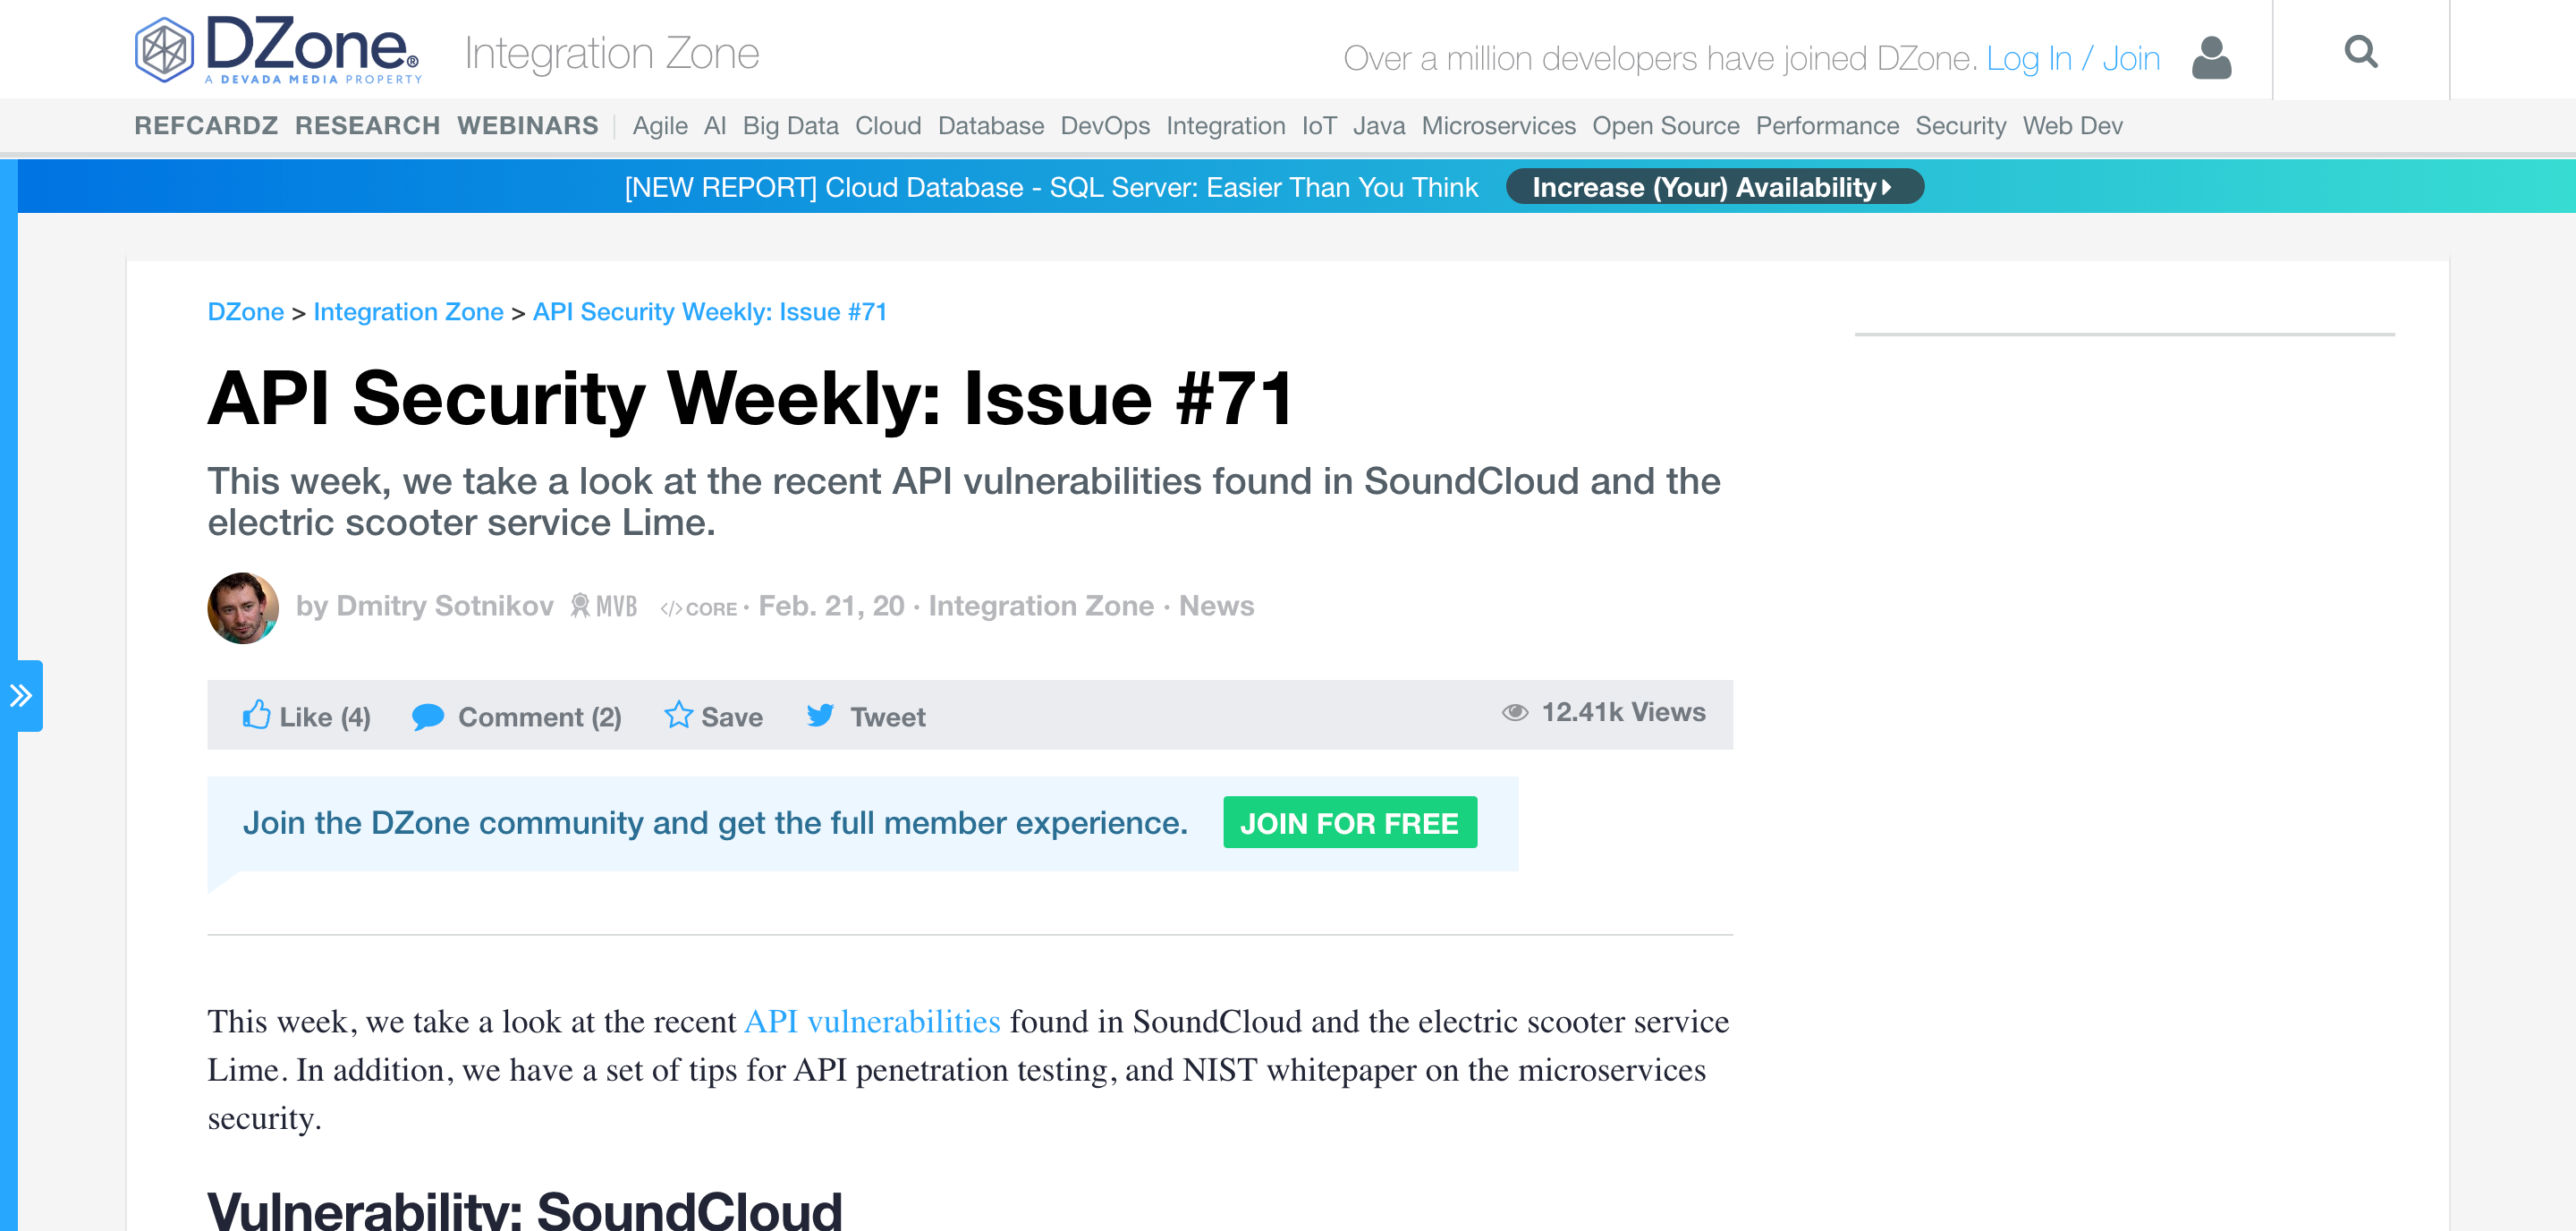 DZone®
A DEVADA MEDIA PROPERTY
Integration Zone
Over a million developers have joined DZone. Log In / Join
REFCARDZ RESEARCH WEBINARS Agile AI Big Data Cloud Database DevOps Integration IoT Java Microservices Open Source Performance Security Web Dev
[NEW REPORT] Cloud Database - SQL Server: Easier Than You Think Increase (Your) Availability
DZone > Integration Zone > API Security Weekly: Issue #71
API Security Weekly: Issue #71
This week, we take a look at the recent API vulnerabilities found in SoundCloud and the
electric scooter service Lime.
by Dmitry Sotnikov MVB </> CORE · Feb. 21, 20 · Integration Zone · News
Like (4) Comment (2) Save Tweet 12.41k Views
Join the DZone community and get the full member experience. JOIN FOR FREE
This week, we take a look at the recent API vulnerabilities found in SoundCloud and the electric scooter service
Lime. In addition, we have a set of tips for API penetration testing, and NIST whitepaper on the microservices
security.
Vulnerability: SoundCloud